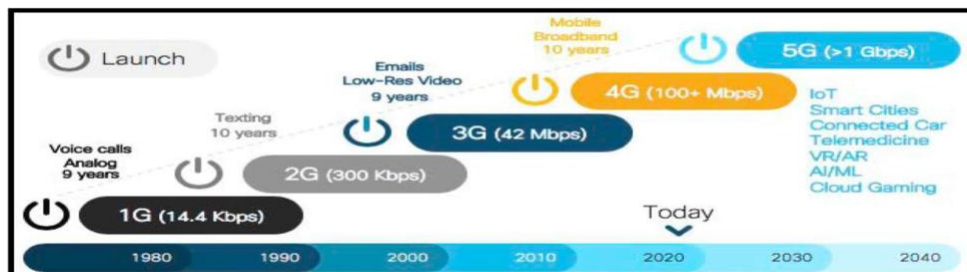 Launch
Mobile
Broadband
10 years
5G (>1 Gbps)
Emails
Low-Res Video
9 years
4G (100+ Mbps)
IoT
Smart Cities
Connected Car
Telemedicine
VR/AR
AI/ML
Cloud Gaming
Texting
10 years
3G (42 Mbps)
Voice calls
Analog
9 years
2G (300 Kbps)
1G (14.4 Kbps)
Today
1980 1990 2000 2010 2020 2030 2040